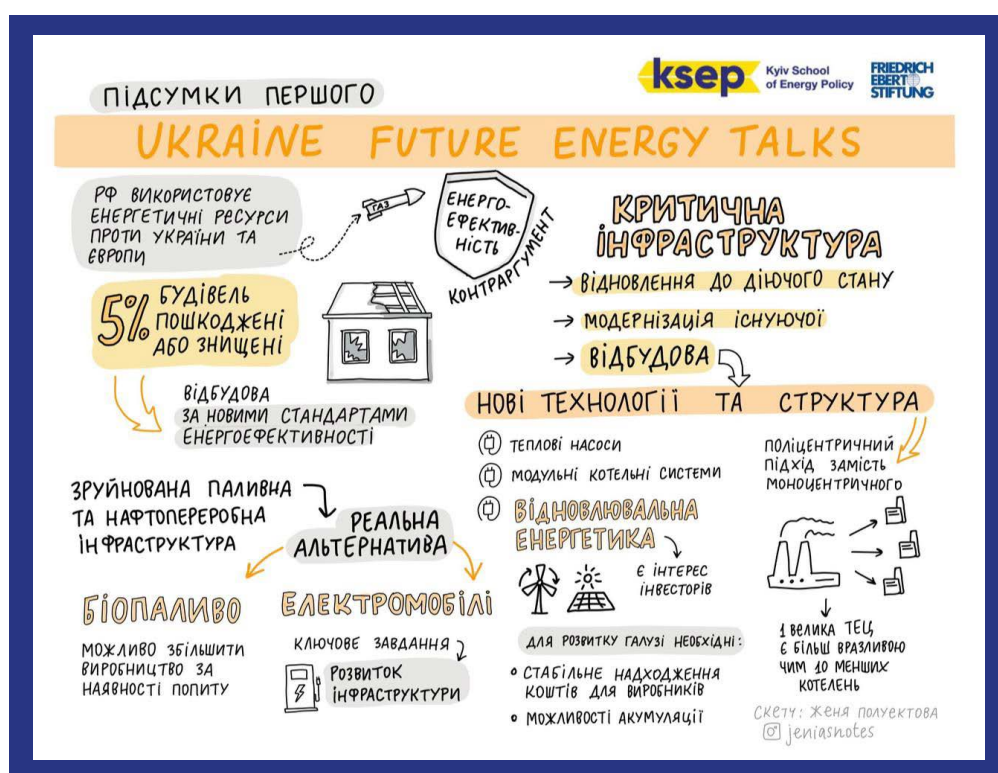 ksep
Kyiv School
of Energy Policy
FRIEDRICH
EBERT
STIFTUNG
ПІДСУМКИ ПЕРШОГО
UKRAINE FUTURE ENERGY TALKS
РФ ВИКОРИСТОВУЄ
ЕНЕРГЕТИЧНІ РЕСУРСИ
ПРОТИ УКРАЇНИ ТА
ЄВРОПИ
ГАЗ
ЕНЕРГО-
ЕФЕКТИВ-
НІСТЬ
КОНТРАРГУМЕНТ
5% БУДІВЕЛЬ
ПОШКОДЖЕНІ
АБО ЗНИЩЕНІ
ВІДБУДОВА
ЗА НОВИМИ СТАНДАРТАМИ
ЕНЕРГОЕФЕКТИВНОСТІ
КРИТИЧНА
ІНФРАСТРУКТУРА
→ ВІДНОВЛЕННЯ ДО ДІЮЧОГО СТАНУ
→ МОДЕРНІЗАЦІЯ ІСНУЮЧОЇ
→ ВІДБУДОВА
НОВІ ТЕХНОЛОГІЇ ТА СТРУКТУРА
ТЕПЛОВІ НАСОСИ
МОДУЛЬНІ КОТЕЛЬНІ СИСТЕМИ
ВІДНОВЛЮВАЛЬНА
ЕНЕРГЕТИКА
Є ІНТЕРЕС
ІНВЕСТОРІВ
ДЛЯ РОЗВИТКУ ГАЛУЗІ НЕОБХІДНІ:
СТАБІЛЬНЕ НАДХОДЖЕННЯ
КОШТІВ ДЛЯ ВИРОБНИКІВ
МОЖЛИВОСТІ АКУМУЛЯЦІЇ
ПОЛІЦЕНТРИЧНИЙ
ПІДХІД ЗАМІСТЬ
МОНОЦЕНТРИЧНОГО
1 ВЕЛИКА ТЕЦ
Є БІЛЬШ ВРАЗЛИВОЮ
ЧИМ 10 МЕНШИХ
КОТЕЛЕНЬ
ЗРУЙНОВАНА ПАЛИВНА
ТА НАФТОПЕРЕРОБНА
ІНФРАСТРУКТУРА
РЕАЛЬНА
АЛЬТЕРНАТИВА
БІОПАЛИВО
МОЖЛИВО ЗБІЛЬШИТИ
ВИРОБНИЦТВО ЗА
НАЯВНОСТІ ПОПИТУ
ЕЛЕКТРОМОБІЛІ
КЛЮЧОВЕ ЗАВДАННЯ
РОЗВИТОК
ІНФРАСТРУКТУРИ
СКЕТЧ: ЖЕНЯ ПОЛУЕКТОВА
jeniasnotes